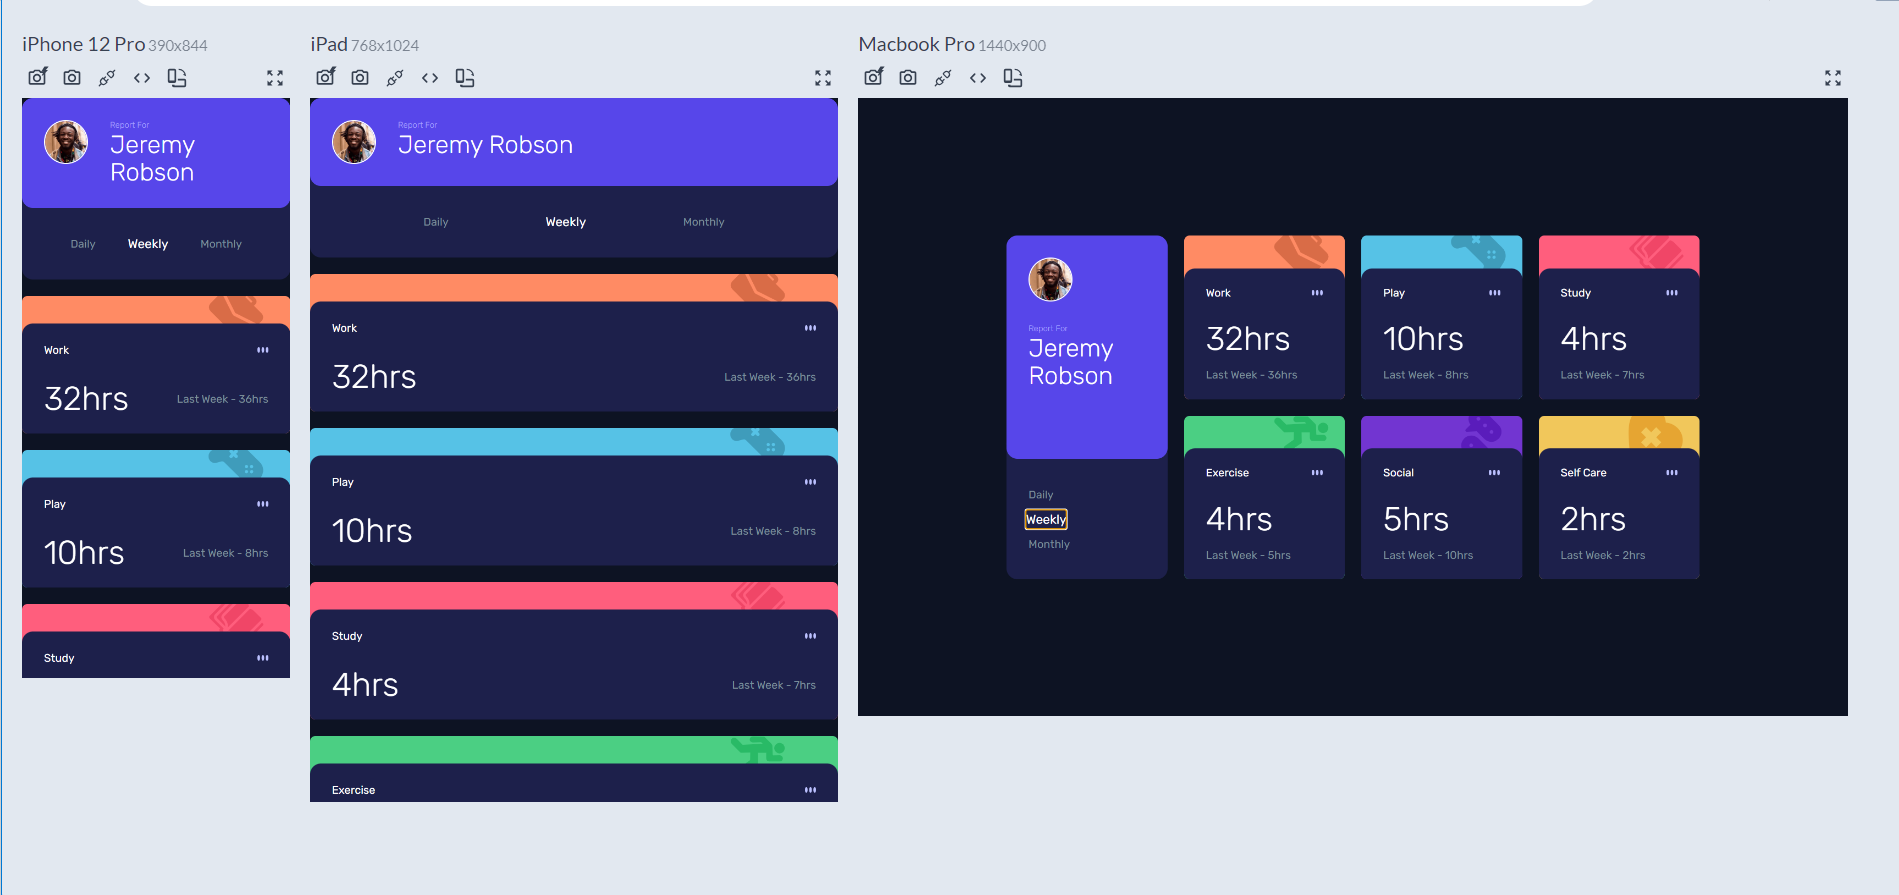 iPhone 12 Pro 390x844
Report For
Jeremy
Robson
Daily Weekly Monthly
Work
32hrs Last Week - 36hrs
Play
10hrs Last Week - 8hrs
Study
iPad 768x1024
Report For
Jeremy Robson
Daily Weekly Monthly
Work
32hrs Last Week - 36hrs
Play
10hrs Last Week - 8hrs
Study
4hrs Last Week - 7hrs
Exercise
Macbook Pro 1440x900
Report For
Jeremy
Robson
Daily
Weekly
Monthly
Work
32hrs
Last Week - 36hrs
Play
10hrs
Last Week - 8hrs
Study
4hrs
Last Week - 7hrs
Exercise
4hrs
Last Week - 5hrs
Social
5hrs
Last Week - 10hrs
Self Care
2hrs
Last Week - 2hrs